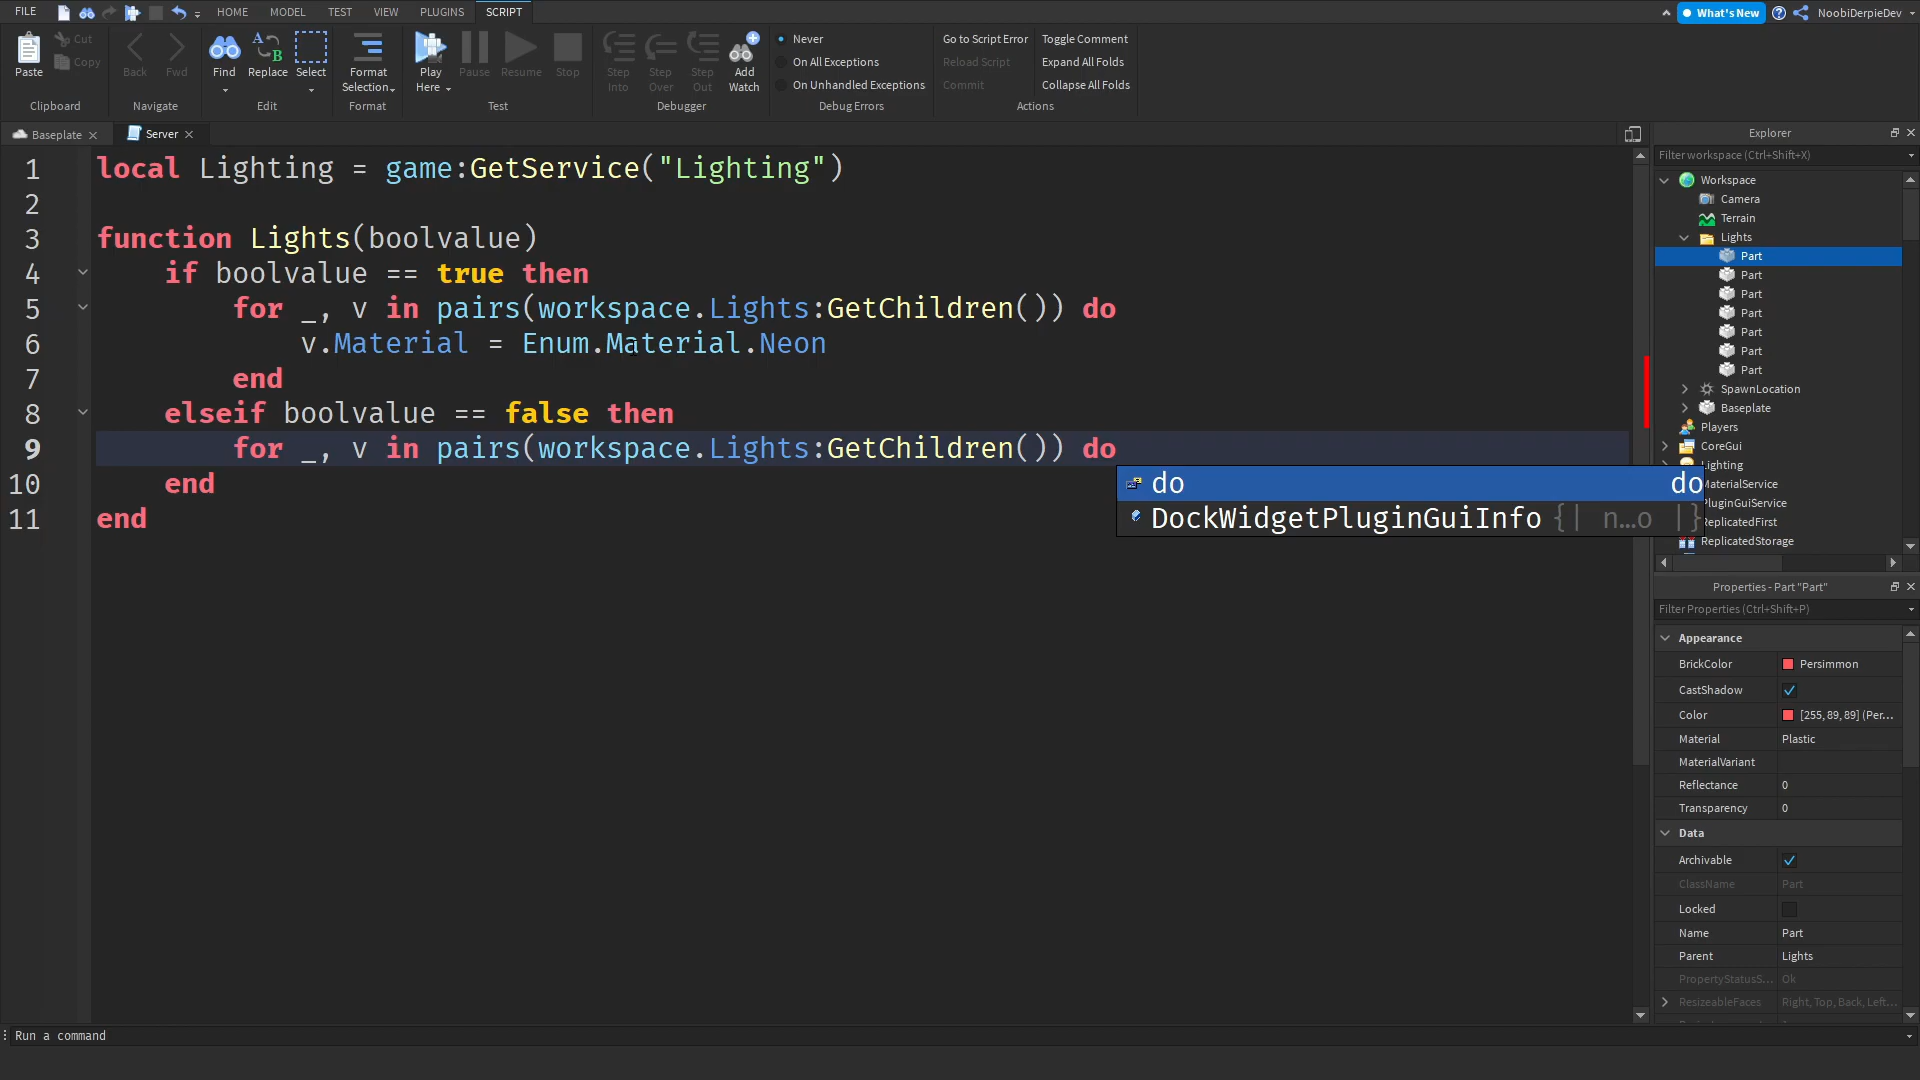 FILE HOME MODEL TEST VIEW PLUGINS SCRIPT What's New NoobiDerpieDev
Paste Cut Copy
Clipboard
Back Fwd
Navigate
Find Replace Select
Edit
Format Selection
Format
Play Here Pause Resume Stop
Test
Step Into Step Over Step Out Add Watch
Debugger
Never
On All Exceptions
On Unhandled Exceptions
Debug Errors
Go to Script Error Toggle Comment
Reload Script Expand All Folds
Commit Collapse All Folds
Actions
Baseplate Server
1 local Lighting = game:GetService("Lighting")
2
3 function Lights(boolvalue)
4 if boolvalue == true then
5 for _, v in pairs(workspace.Lights:GetChildren()) do
6 v.Material = Enum.Material.Neon
7 end
8 elseif boolvalue == false then
9 for _, v in pairs(workspace.Lights:GetChildren()) do
10 end
11 end
do do
DockWidgetPluginGuiInfo {| n...o |}
Explorer
Filter workspace (Ctrl+Shift+X)
Workspace
Camera
Terrain
Lights
Part
Part
Part
Part
Part
Part
Part
SpawnLocation
Baseplate
Players
CoreGui
Lighting
MaterialService
PluginGuiService
ReplicatedFirst
ReplicatedStorage
Properties - Part "Part"
Filter Properties (Ctrl+Shift+P)
Appearance
BrickColor Persimmon
CastShadow
Color [255, 89, 89] (Per...
Material Plastic
MaterialVariant
Reflectance 0
Transparency 0
Data
Archivable
ClassName Part
Locked
Name Part
Parent Lights
PropertyStatusS... Ok
ResizeableFaces Right, Top, Back, Left...
Run a command